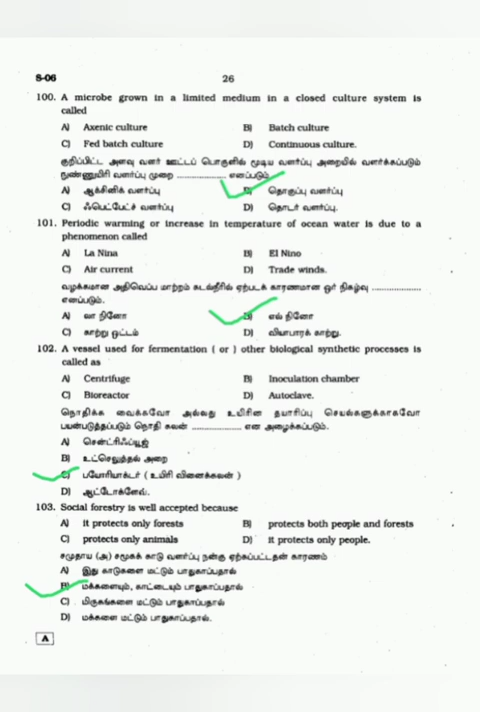 8-06
26
100. A microbe grown in a limited medium in a closed culture system is
called
A) Axenic culture B) Batch culture
C) Fed batch culture D) Continuous culture.
குறிப்பிட்ட அளவு வளர் ஊட்டப் பொருளில் மூடிய வளர்ப்பு அறையில் வளர்க்கப்படும்
நுண்ணுயிரி வளர்ப்பு முறை .................... எனப்படும்.
A) ஆக்சினிக் வளர்ப்பு B) தொகுப்பு வளர்ப்பு
C) ஃபெட்பேட்ச் வளர்ப்பு D) தொடர் வளர்ப்பு.
101. Periodic warming or increase in temperature of ocean water is due to a
phenomenon called
A) La Nina B) El Nino
C) Air current D) Trade winds.
வழக்கமான அதிவெப்ப மாற்றம் கடல்நீரில் ஏற்படக் காரணமான ஓர் நிகழ்வு ....................
எனப்படும்.
A) லா நினோ B) எல் நினோ
C) காற்று ஓட்டம் D) வியாபாரக் காற்று.
102. A vessel used for fermentation ( or ) other biological synthetic processes is
called as
A) Centrifuge B) Inoculation chamber
C) Bioreactor D) Autoclave.
நொதிக்க வைக்கவோ அல்லது உயிரின தயாரிப்பு செயல்களுக்காகவோ
பயன்படுத்தப்படும் நொதி கலன் .................... என அழைக்கப்படும்.
A) சென்ட்ரிஃப்யூஜ்
B) உட்செலுத்தல் அறை
C) பயோரியாக்டர் ( உயிரி வினைக்கலன் )
D) ஆட்டோக்ளேவ்.
103. Social forestry is well accepted because
A) it protects only forests B) protects both people and forests
C) protects only animals D) it protects only people.
சமுதாய (அ) சமூகக் காடு வளர்ப்பு நன்கு ஏற்கப்பட்டதன் காரணம்
A) இது காடுகளை மட்டும் பாதுகாப்பதால்
B) மக்களையும், காட்டையும் பாதுகாப்பதால்
C) மிருகங்களை மட்டும் பாதுகாப்பதால்
D) மக்களை மட்டும் பாதுகாப்பதால்.
A